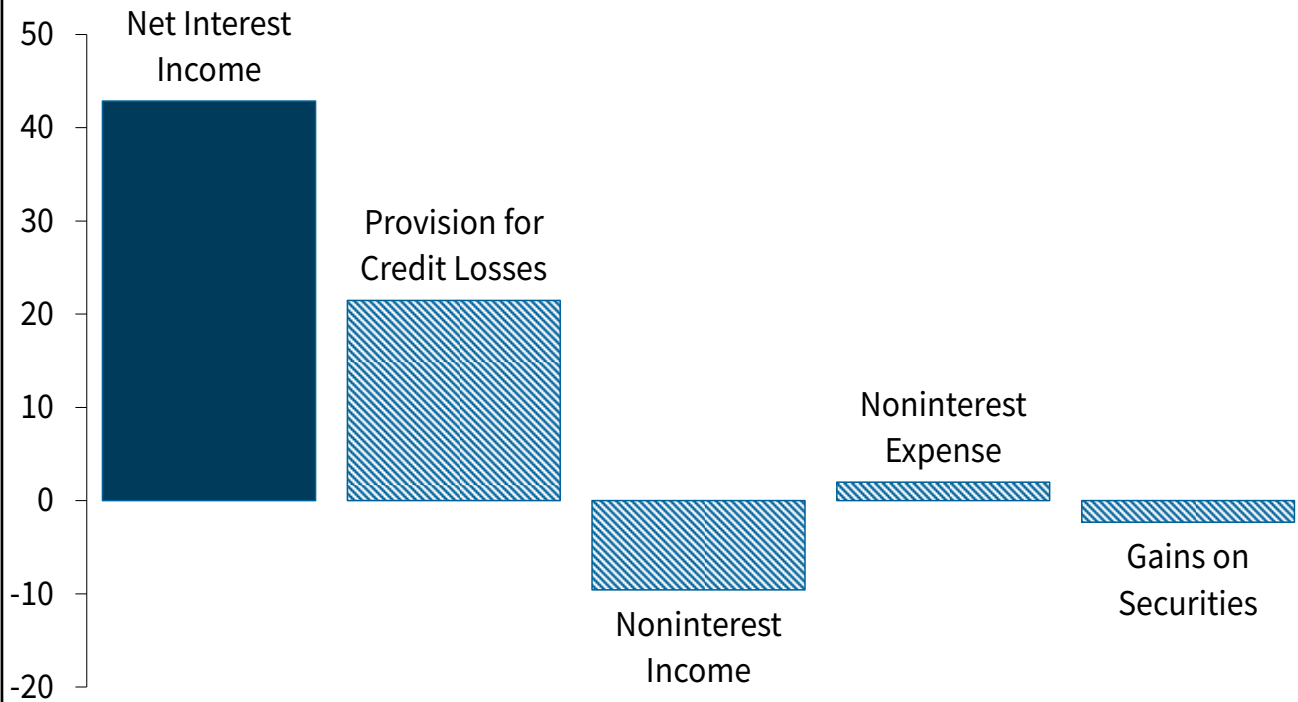 50
40
30
20
10
0
-10
-20
Net Interest
Income
Provision for
Credit Losses
Noninterest
Income
Noninterest
Expense
Gains on
Securities